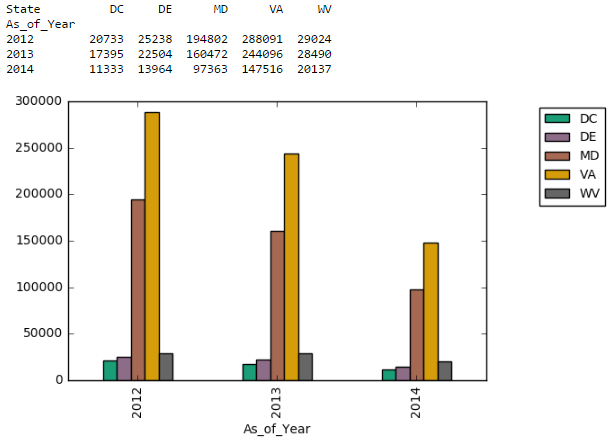 State DC DE MD VA WV
As_of_Year
2012 20733 25238 194802 288091 29024
2013 17395 22504 160472 244096 28490
2014 11333 13964 97363 147516 20137
300000
250000
200000
150000
100000
50000
0
2012
2013
2014
As_of_Year
DC
DE
MD
VA
WV